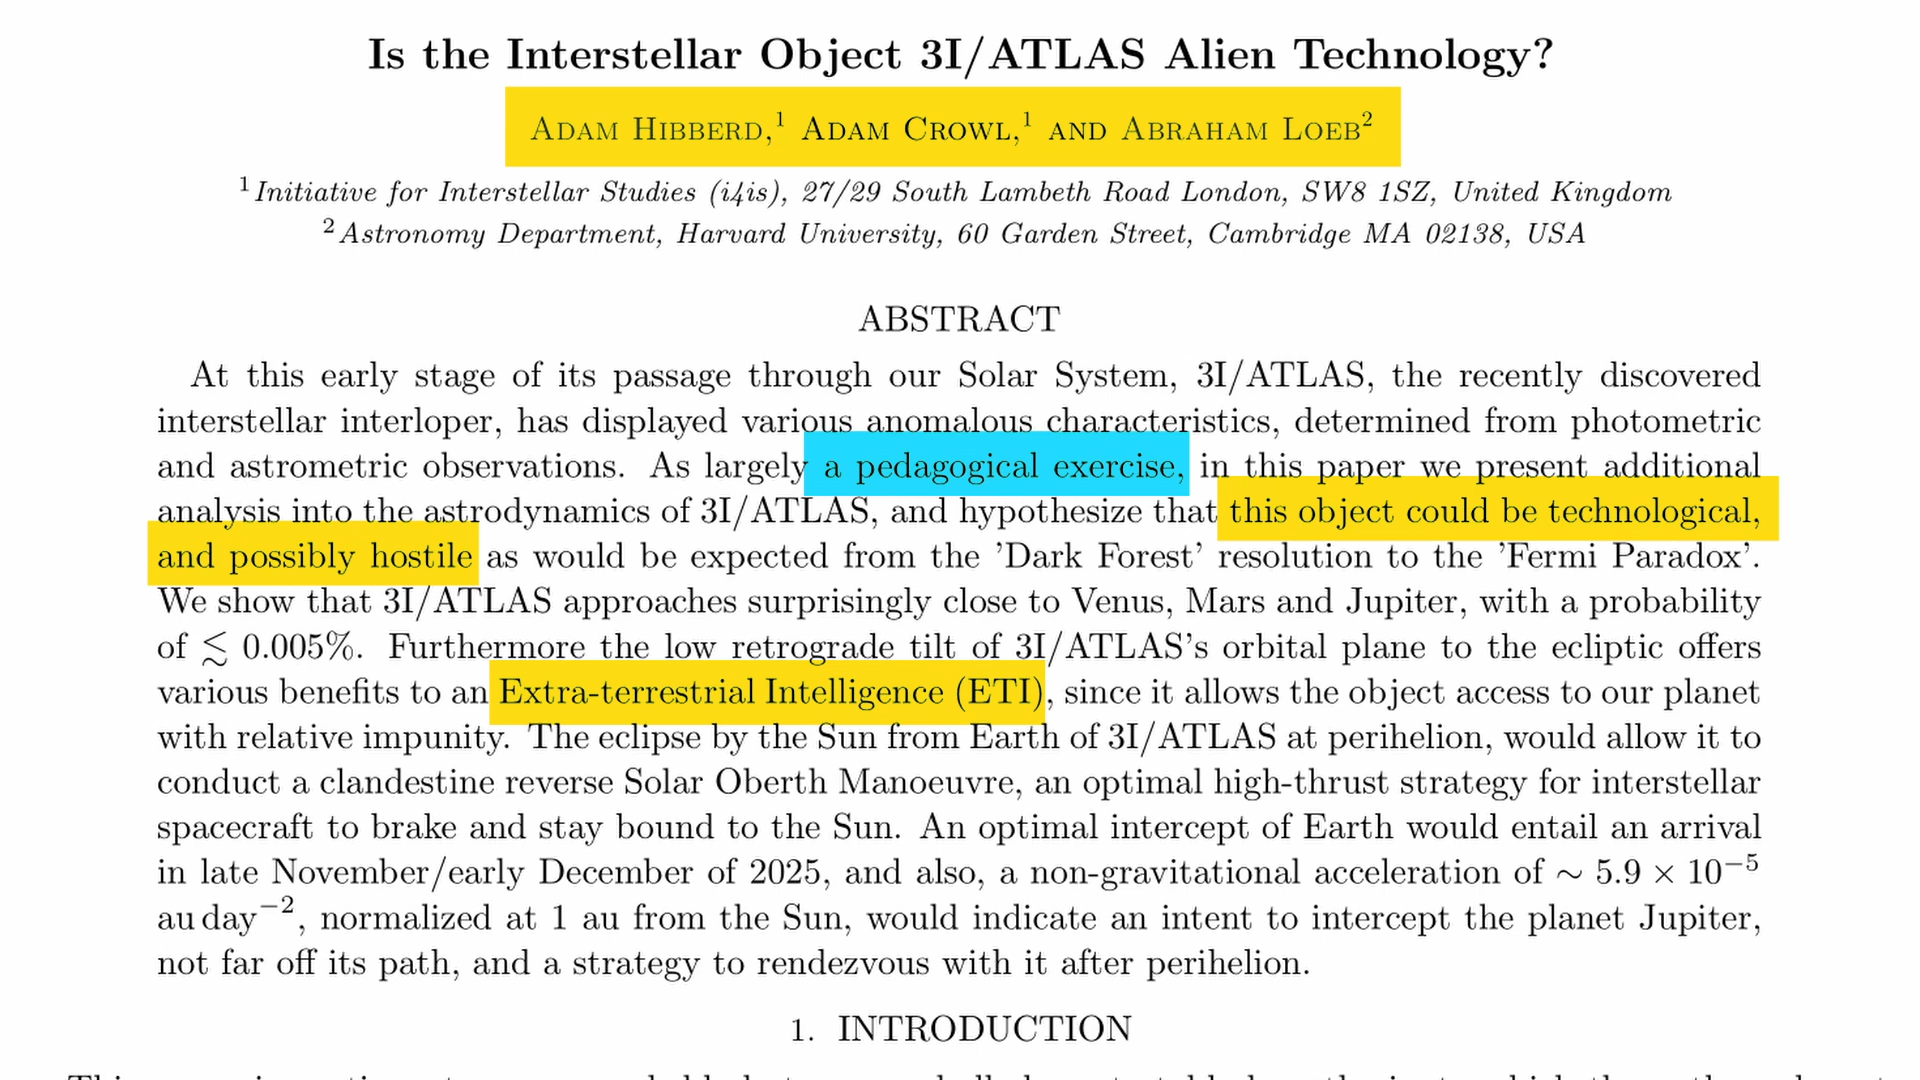 Is the Interstellar Object 3I/ATLAS Alien Technology?
Adam Hibberd,¹ Adam Crowl,¹ and Abraham Loeb²
¹Initiative for Interstellar Studies (i4is), 27/29 South Lambeth Road London, SW8 1SZ, United Kingdom
²Astronomy Department, Harvard University, 60 Garden Street, Cambridge MA 02138, USA
ABSTRACT
At this early stage of its passage through our Solar System, 3I/ATLAS, the recently discovered
interstellar interloper, has displayed various anomalous characteristics, determined from photometric
and astrometric observations. As largely a pedagogical exercise, in this paper we present additional
analysis into the astrodynamics of 3I/ATLAS, and hypothesize that this object could be technological,
and possibly hostile as would be expected from the 'Dark Forest' resolution to the 'Fermi Paradox'.
We show that 3I/ATLAS approaches surprisingly close to Venus, Mars and Jupiter, with a probability
of ≲ 0.005%. Furthermore the low retrograde tilt of 3I/ATLAS's orbital plane to the ecliptic offers
various benefits to an Extra-terrestrial Intelligence (ETI), since it allows the object access to our planet
with relative impunity. The eclipse by the Sun from Earth of 3I/ATLAS at perihelion, would allow it to
conduct a clandestine reverse Solar Oberth Manoeuvre, an optimal high-thrust strategy for interstellar
spacecraft to brake and stay bound to the Sun. An optimal intercept of Earth would entail an arrival
in late November/early December of 2025, and also, a non-gravitational acceleration of ∼ 5.9 × 10⁻⁵
au day⁻², normalized at 1 au from the Sun, would indicate an intent to intercept the planet Jupiter,
not far off its path, and a strategy to rendezvous with it after perihelion.
1. INTRODUCTION